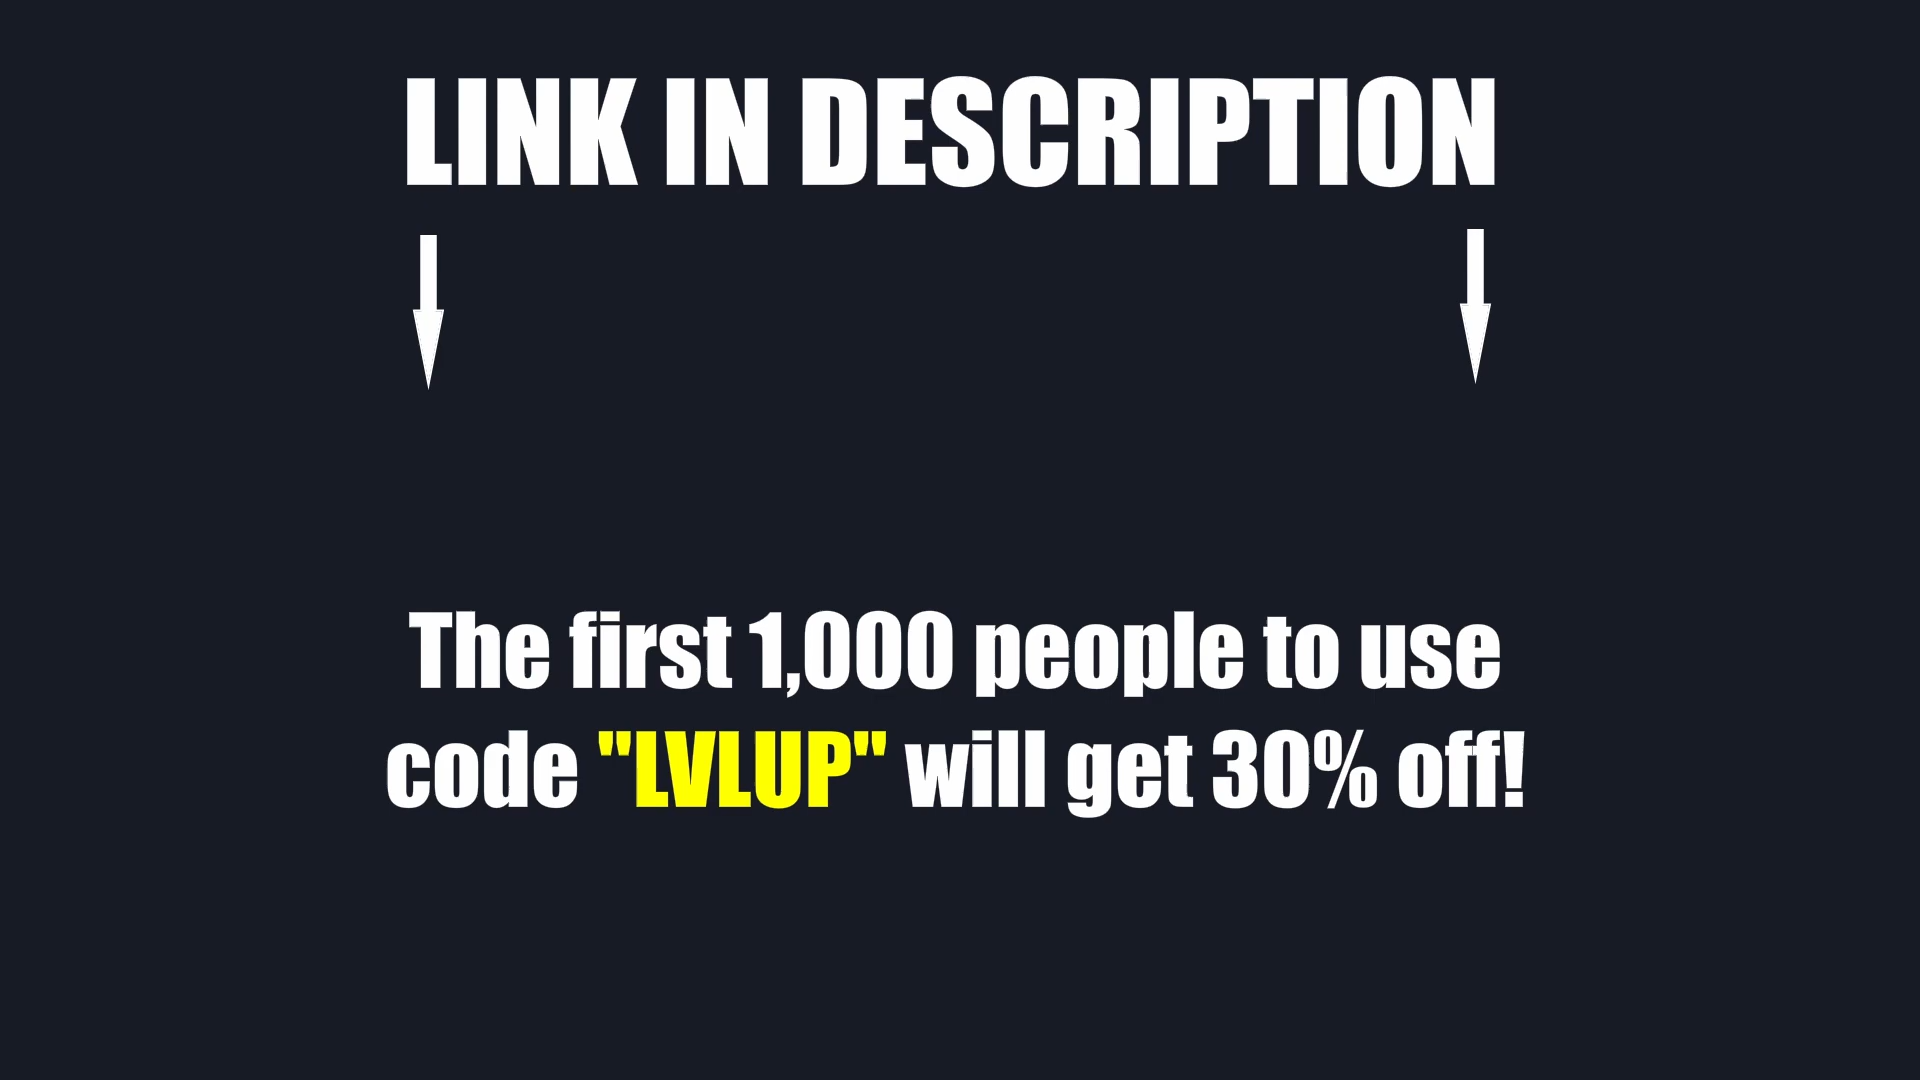 LINK IN DESCRIPTION
The first 1,000 people to use
code "LVLUP" will get 30% off!